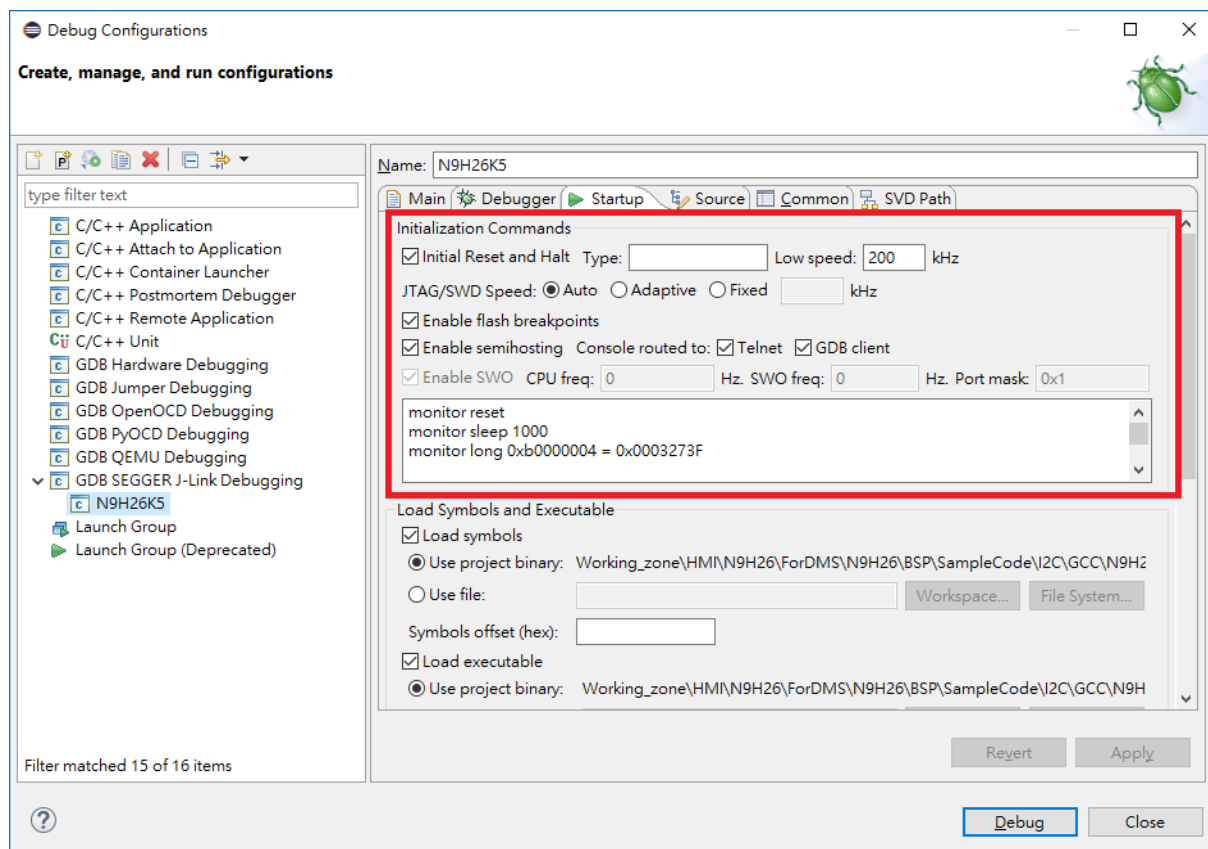 Debug Configurations
Create, manage, and run configurations
type filter text
C/C++ Application
C/C++ Attach to Application
C/C++ Container Launcher
C/C++ Postmortem Debugger
C/C++ Remote Application
C/C++ Unit
GDB Hardware Debugging
GDB Jumper Debugging
GDB OpenOCD Debugging
GDB PyOCD Debugging
GDB QEMU Debugging
GDB SEGGER J-Link Debugging
N9H26K5
Launch Group
Launch Group (Deprecated)
Filter matched 15 of 16 items
Name: N9H26K5
Main Debugger Startup Source Common SVD Path
Initialization Commands
Initial Reset and Halt Type: Low speed: 200 kHz
JTAG/SWD Speed: Auto Adaptive Fixed kHz
Enable flash breakpoints
Enable semihosting Console routed to: Telnet GDB client
Enable SWO CPU freq: 0 Hz. SWO freq: 0 Hz. Port mask: 0x1
monitor reset
monitor sleep 1000
monitor long 0xb0000004 = 0x0003273F
Load Symbols and Executable
Load symbols
Use project binary: Working_zone\HMI\N9H26\ForDMS\N9H26\BSP\SampleCode\I2C\GCC\N9H2
Use file: Workspace... File System...
Symbols offset (hex):
Load executable
Use project binary: Working_zone\HMI\N9H26\ForDMS\N9H26\BSP\SampleCode\I2C\GCC\N9H
Revert Apply
Debug Close